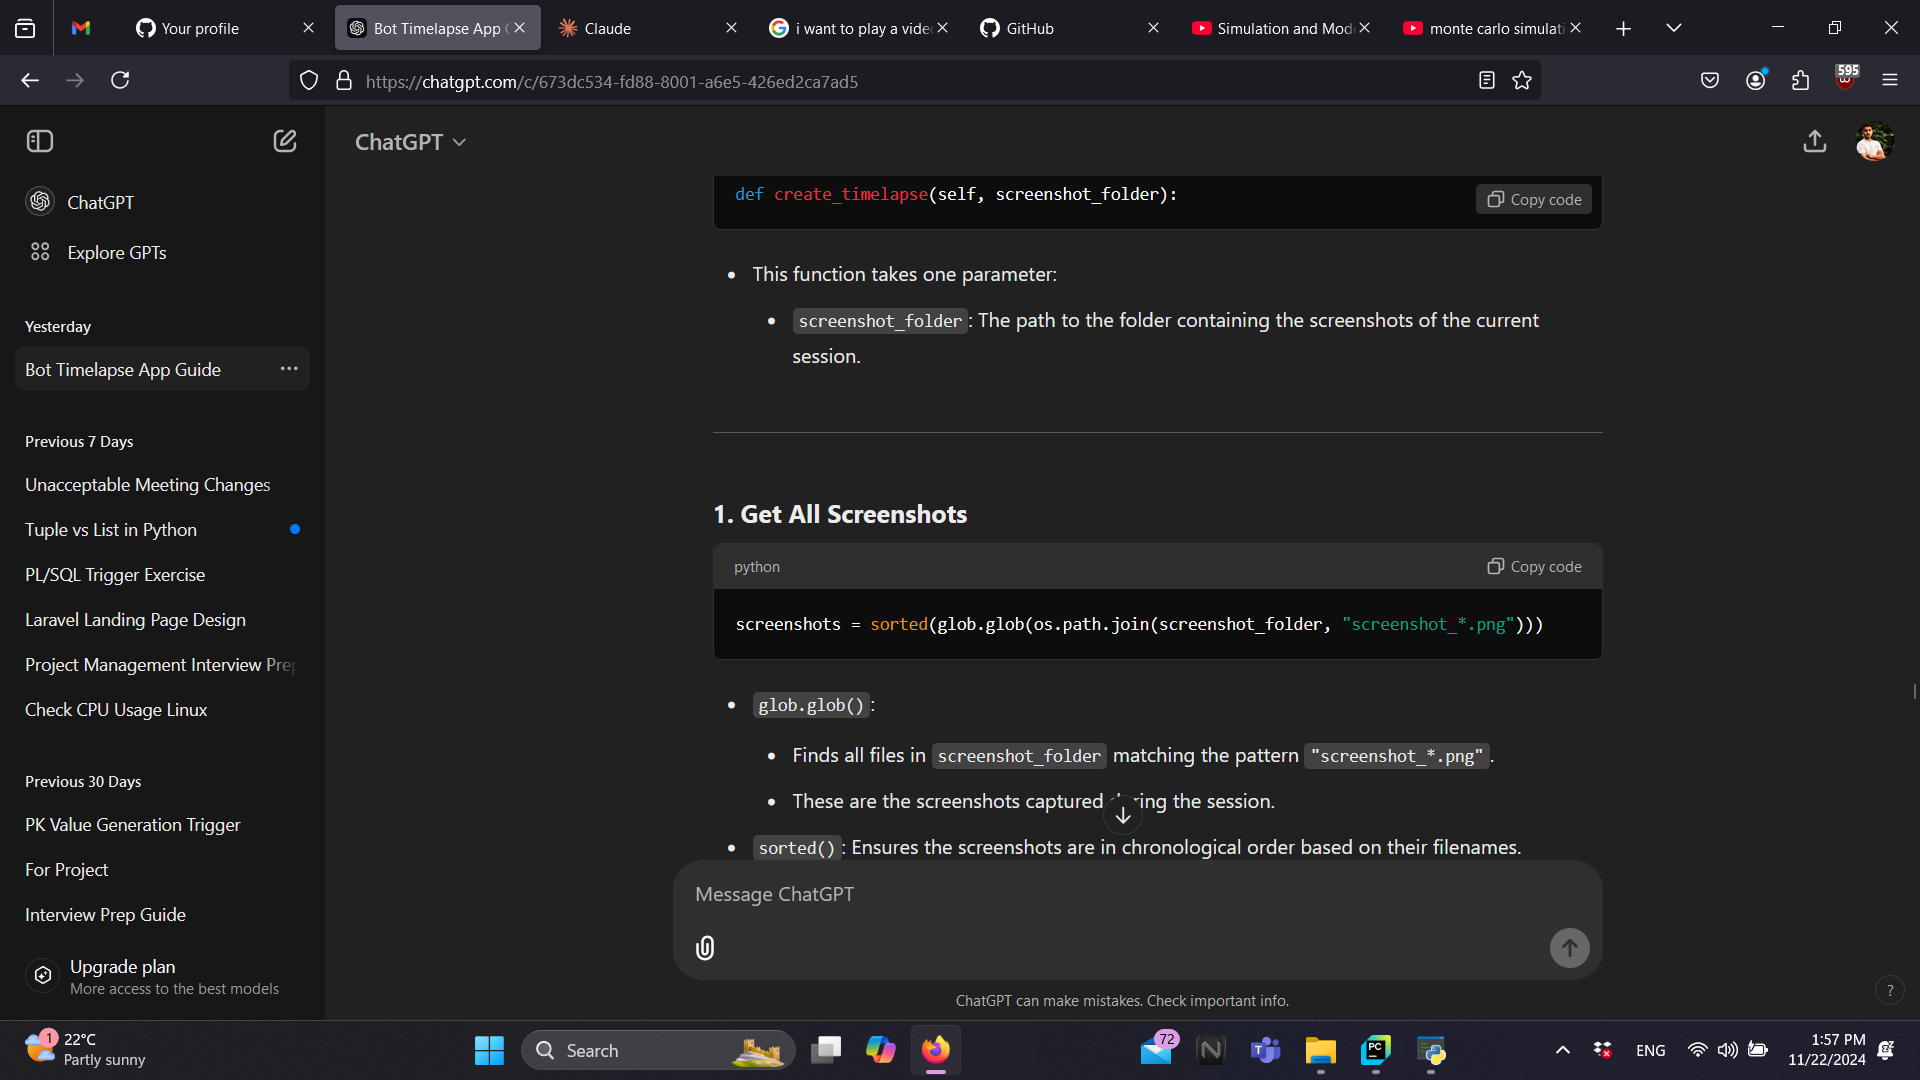 Your profile
Bot Timelapse App
Claude
i want to play a vide
GitHub
Simulation and Mod
monte carlo simulati
https://chatgpt.com/c/673dc534-fd88-8001-a6e5-426ed2ca7ad5
595
ChatGPT
Explore GPTs
Yesterday
Bot Timelapse App Guide
Previous 7 Days
Unacceptable Meeting Changes
Tuple vs List in Python
PL/SQL Trigger Exercise
Laravel Landing Page Design
Project Management Interview Prep
Check CPU Usage Linux
Previous 30 Days
PK Value Generation Trigger
For Project
Interview Prep Guide
Upgrade plan
More access to the best models
ChatGPT
def create_timelapse(self, screenshot_folder):
Copy code
This function takes one parameter:
screenshot_folder: The path to the folder containing the screenshots of the current
session.
1. Get All Screenshots
python
Copy code
screenshots = sorted(glob.glob(os.path.join(screenshot_folder, "screenshot_*.png")))
glob.glob():
Finds all files in screenshot_folder matching the pattern "screenshot_*.png".
These are the screenshots captured during the session.
sorted(): Ensures the screenshots are in chronological order based on their filenames.
Message ChatGPT
ChatGPT can make mistakes. Check important info.
?
1
22°C
Partly sunny
Search
72
N
T
PC
ENG
1:57 PM
11/22/2024